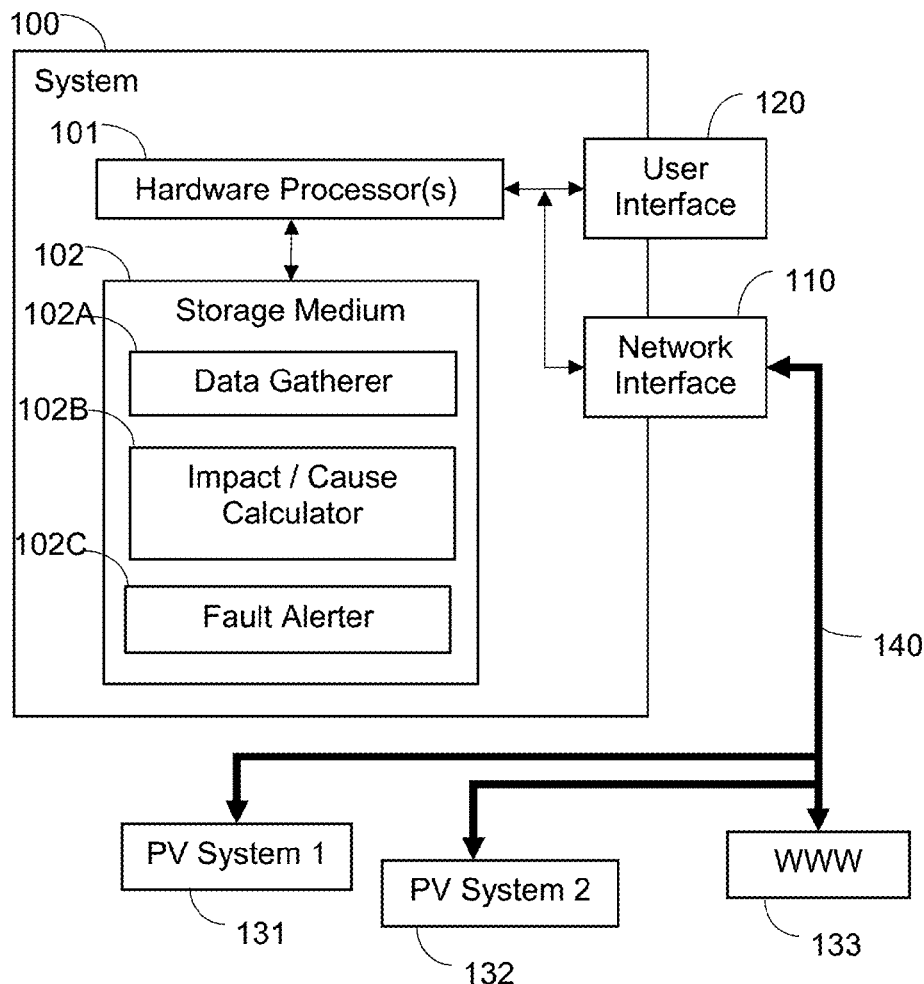 100
System
101
120
Hardware Processor(s)
User
Interface
102
110
Storage Medium
102A
Network
Interface
Data Gatherer
102B
Impact / Cause
Calculator
102C
Fault Alerter
140
PV System 1
PV System 2
WWW
131
132
133